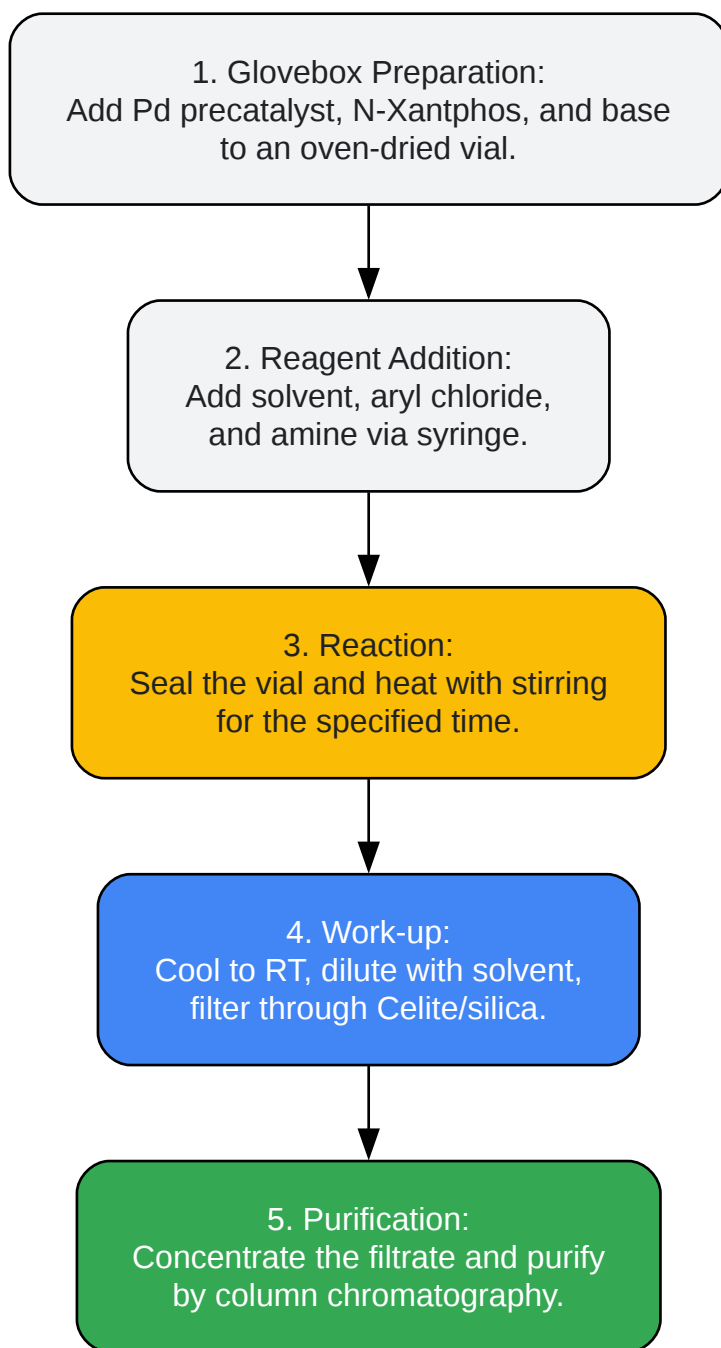 1. Glovebox Preparation:
Add Pd precatalyst, N-Xantphos, and base
to an oven-dried vial.
2. Reagent Addition:
Add solvent, aryl chloride,
and amine via syringe.
3. Reaction:
Seal the vial and heat with stirring
for the specified time.
4. Work-up:
Cool to RT, dilute with solvent,
filter through Celite/silica.
5. Purification:
Concentrate the filtrate and purify
by column chromatography.